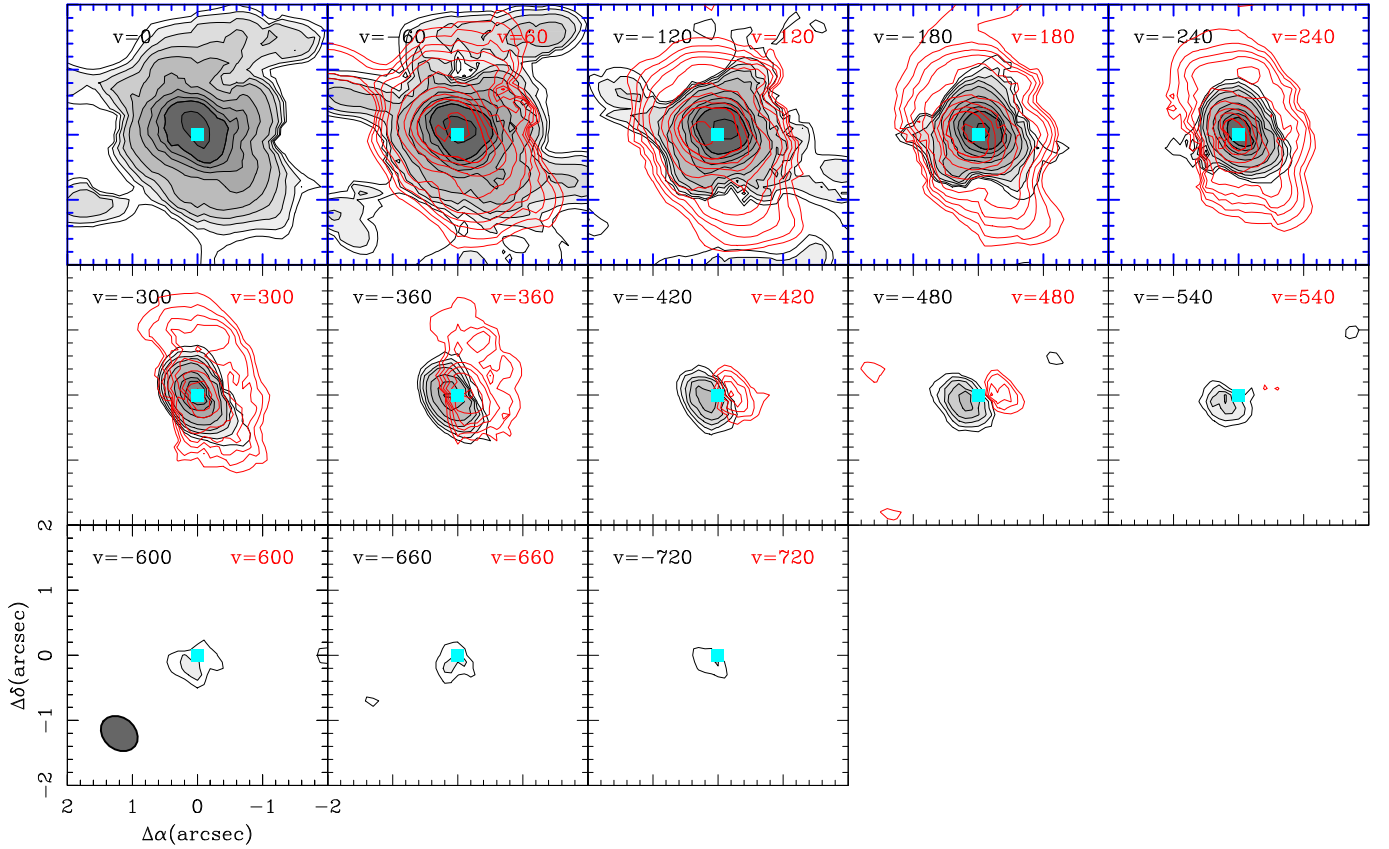 v=0 v=−60 v=60 v=−120 v=120 v=−180 v=180 v=−240 v=240
v=−300 v=300 v=−360 v=360 v=−420 v=420 v=−480 v=480 v=−540 v=540
v=−600 v=600 v=−660 v=660 v=−720 v=720
2
1
0
−1
−2
Δδ(arcsec)
2 1 0 −1 −2
Δα(arcsec)